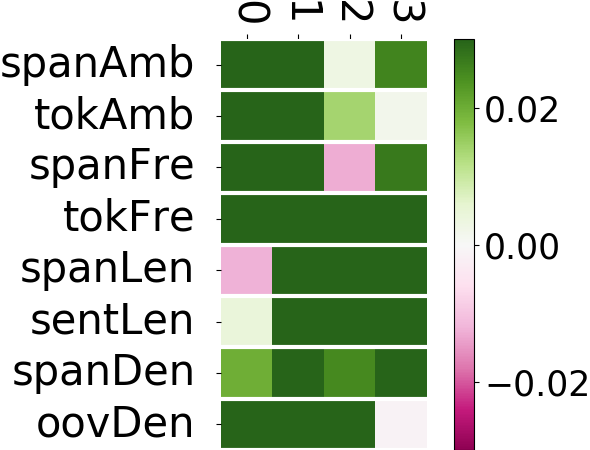 0 1 2 3
spanAmb
tokAmb
spanFre
tokFre
spanLen
sentLen
spanDen
oovDen
0.02
0.00
−0.02